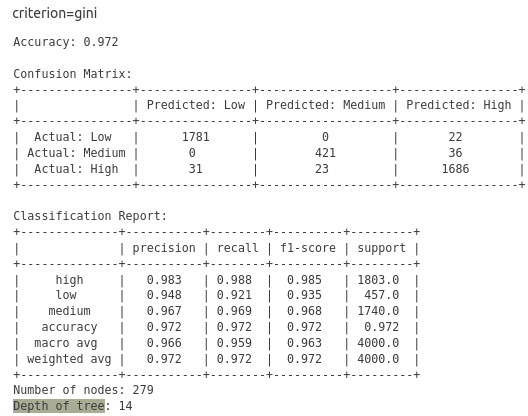 criterion=gini
Accuracy: 0.972
Confusion Matrix:
+----------------+----------------+-------------------+-----------------+
|                | Predicted: Low | Predicted: Medium | Predicted: High |
+----------------+----------------+-------------------+-----------------+
|  Actual: Low   |      1781      |         0         |       22        |
| Actual: Medium |       0        |        421        |       36        |
|  Actual: High  |       31       |        23         |      1686       |
+----------------+----------------+-------------------+-----------------+
Classification Report:
+--------------+-----------+--------+----------+---------+
|              | precision | recall | f1-score | support |
+--------------+-----------+--------+----------+---------+
|     high     |   0.983   | 0.988  |  0.985   | 1803.0  |
|     low      |   0.948   | 0.921  |  0.935   |  457.0  |
|    medium    |   0.967   | 0.969  |  0.968   | 1740.0  |
|   accuracy   |   0.972   | 0.972  |  0.972   |  0.972  |
|  macro avg   |   0.966   | 0.959  |  0.963   | 4000.0  |
| weighted avg |   0.972   | 0.972  |  0.972   | 4000.0  |
+--------------+-----------+--------+----------+---------+
Number of nodes: 279
Depth of tree: 14